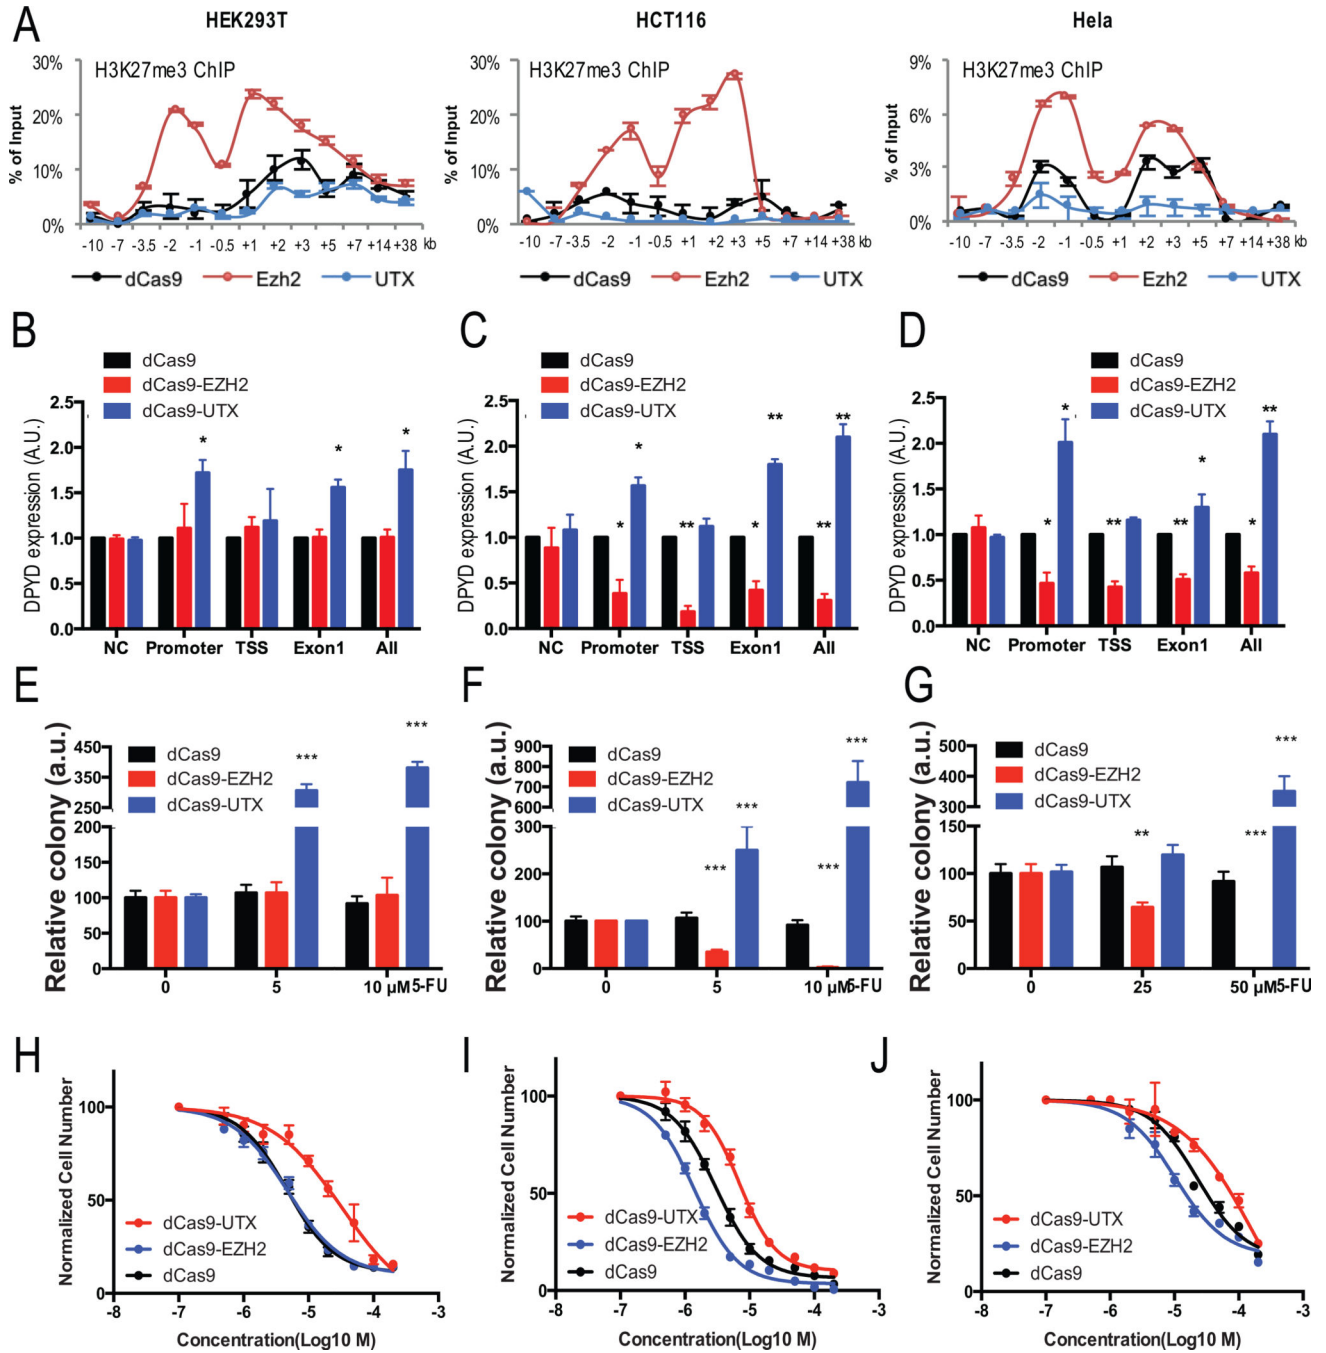 A
HEK293T
HCT116
Hela
H3K27me3 ChIP
H3K27me3 ChIP
H3K27me3 ChIP
% of Input
30%
20%
10%
0%
-10 -7 -3.5 -2 -1 -0.5 +1 +2 +3 +5 +7 +14 +38 kb
dCas9 Ezh2 UTX
% of Input
30%
20%
10%
0%
-10 -7 -3.5 -2 -1 -0.5 +1 +2 +3 +5 +7 +14 +38 kb
dCas9 Ezh2 UTX
% of Input
9%
6%
3%
0%
-10 -7 -3.5 -2 -1 -0.5 +1 +2 +3 +5 +7 +14 +38 kb
dCas9 Ezh2 UTX
B
dCas9
dCas9-EZH2
dCas9-UTX
DPYD expression (A.U.)
2.5
2.0
1.5
1.0
0.5
0.0
* * *
NC Promoter TSS Exon1 All
C
dCas9
dCas9-EZH2
dCas9-UTX
DPYD expression (A.U.)
2.5
2.0
1.5
1.0
0.5
0.0
* * ** * ** ** **
NC Promoter TSS Exon1 All
D
dCas9
dCas9-EZH2
dCas9-UTX
DPYD expression (A.U.)
2.5
2.0
1.5
1.0
0.5
0.0
* * ** ** * * **
NC Promoter TSS Exon1 All
E
dCas9
dCas9-EZH2
dCas9-UTX
Relative colony (a.u.)
450
350
250
200
150
100
50
0
*** ***
0 5 10 µM5-FU
F
dCas9
dCas9-EZH2
dCas9-UTX
Relative colony (a.u.)
900
800
700
600
300
200
100
0
*** *** *** ***
0 5 10 µM5-FU
G
dCas9
dCas9-EZH2
dCas9-UTX
Relative colony (a.u.)
500
400
300
150
100
50
0
** *** ***
0 25 50 µM5-FU
H
Normalized Cell Number
100
50
0
dCas9-UTX
dCas9-EZH2
dCas9
-8 -7 -6 -5 -4 -3
Concentration(Log10 M)
I
Normalized Cell Number
100
50
0
dCas9-UTX
dCas9-EZH2
dCas9
-8 -7 -6 -5 -4 -3
Concentration(Log10 M)
J
Normalized Cell Number
100
50
0
dCas9-UTX
dCas9-EZH2
dCas9
-8 -7 -6 -5 -4 -3
Concentration(Log10 M)